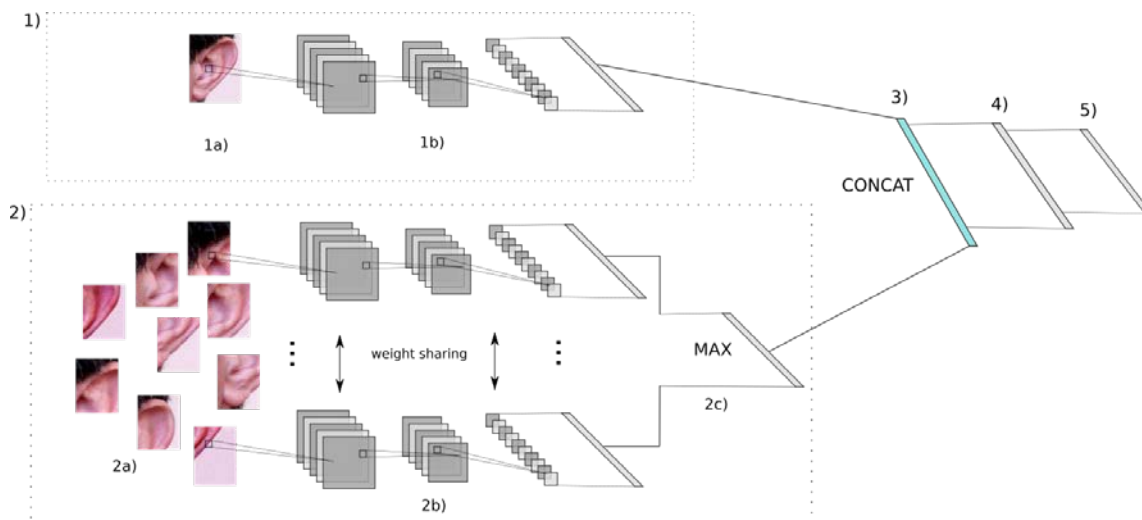 1)
1a)
1b)
3)
4)
5)
CONCAT
2)
weight sharing
MAX
2c)
2a)
2b)